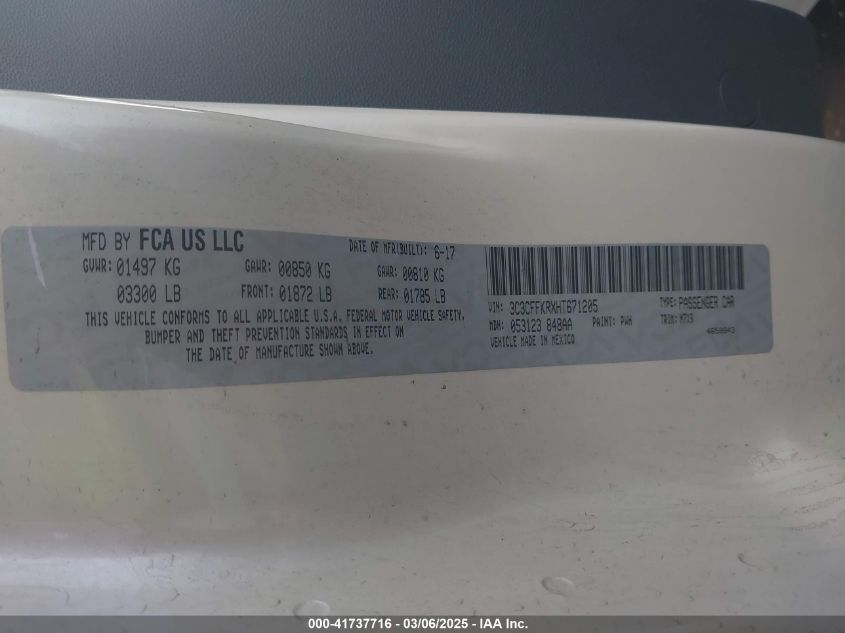 MFD BY FCA US LLC DATE OF MFR(BUILT): 6-17
GVWR: 01497 KG GAWR: 00850 KG GAWR: 00810 KG
03300 LB FRONT: 01872 LB REAR: 01785 LB
THIS VEHICLE CONFORMS TO ALL APPLICABLE U.S.A. FEDERAL MOTOR VEHICLE SAFETY,
BUMPER AND THEFT PREVENTION STANDARDS IN EFFECT ON
THE DATE OF MANUFACTURE SHOWN ABOVE.
VIN: 3C3CFFKRXHT671205 TYPE: PASSENGER CAR
MDH: 053123 848AA PAINT: PWH TRIM:
VEHICLE MADE IN MEXICO
000-41737716 - 03/06/2025 - IAA Inc.